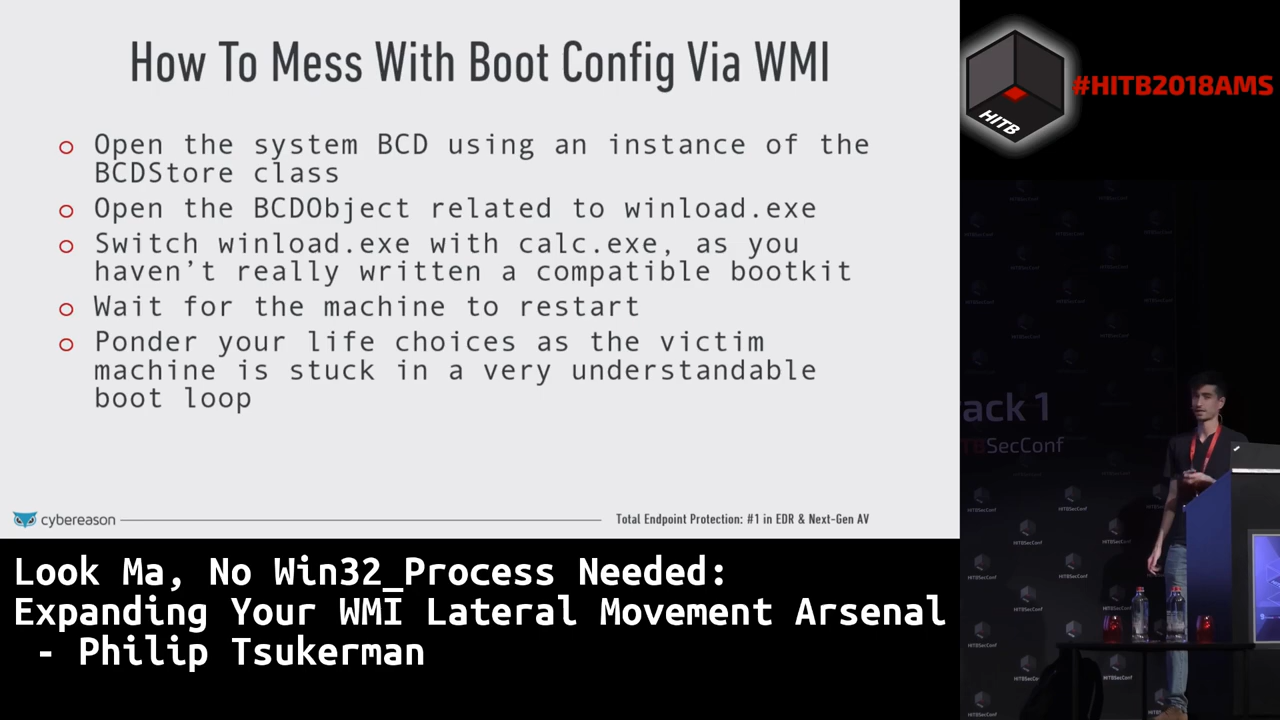 How To Mess With Boot Config Via WMI
Open the system BCD using an instance of the
BCDStore class
Open the BCDObject related to winload.exe
Switch winload.exe with calc.exe, as you
haven't really written a compatible bootkit
Wait for the machine to restart
Ponder your life choices as the victim
machine is stuck in a very understandable
boot loop
cybereason
Total Endpoint Protection: #1 in EDR & Next-Gen AV
HITB
#HITB2018AMS
ack 1
TBSecConf
Look Ma, No Win32_Process Needed:
Expanding Your WMI Lateral Movement Arsenal
- Philip Tsukerman